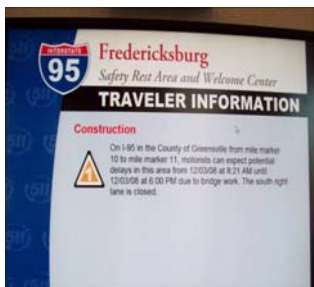 INTERSTATE
95
Fredericksburg
Safety Rest Area and Welcome Center
TRAVELER INFORMATION
Construction
On I-95 in the County of Greensville from mile marker
10 to mile marker 11, motorists can expect potential
delays in this area from 12/03/08 at 8:21 AM until
12/03/08 at 6:00 PM due to bridge work. The south right
lane is closed.
511
511
511